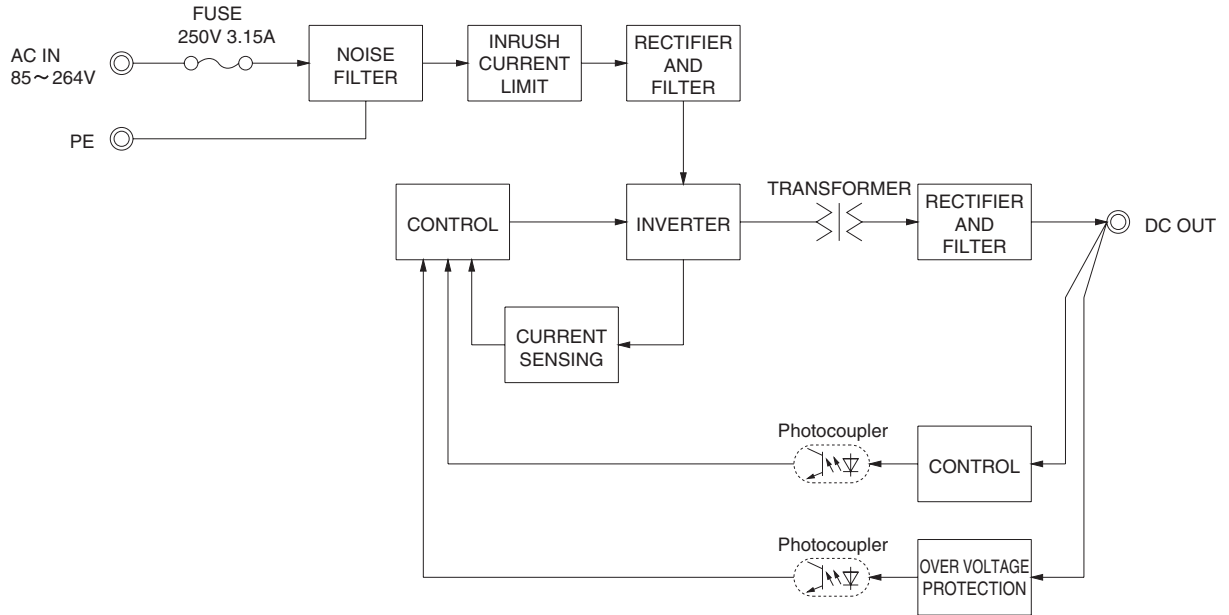 FUSE
250V 3.15A
AC IN
85~264V
NOISE
FILTER
INRUSH
CURRENT
LIMIT
RECTIFIER
AND
FILTER
PE
CONTROL
INVERTER
TRANSFORMER
RECTIFIER
AND
FILTER
DC OUT
CURRENT
SENSING
Photocoupler
CONTROL
Photocoupler
OVER VOLTAGE
PROTECTION